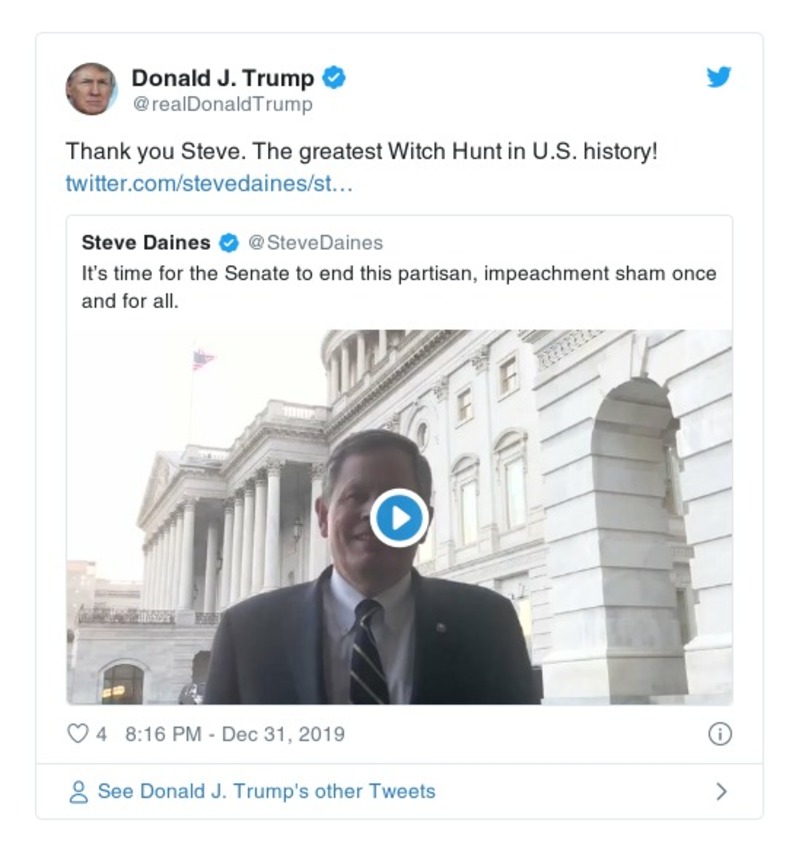 Donald J. Trump
@realDonaldTrump
Thank you Steve. The greatest Witch Hunt in U.S. history!
twitter.com/stevedaines/st…
Steve Daines @SteveDaines
It’s time for the Senate to end this partisan, impeachment sham once
and for all.
4 8:16 PM - Dec 31, 2019
See Donald J. Trump's other Tweets